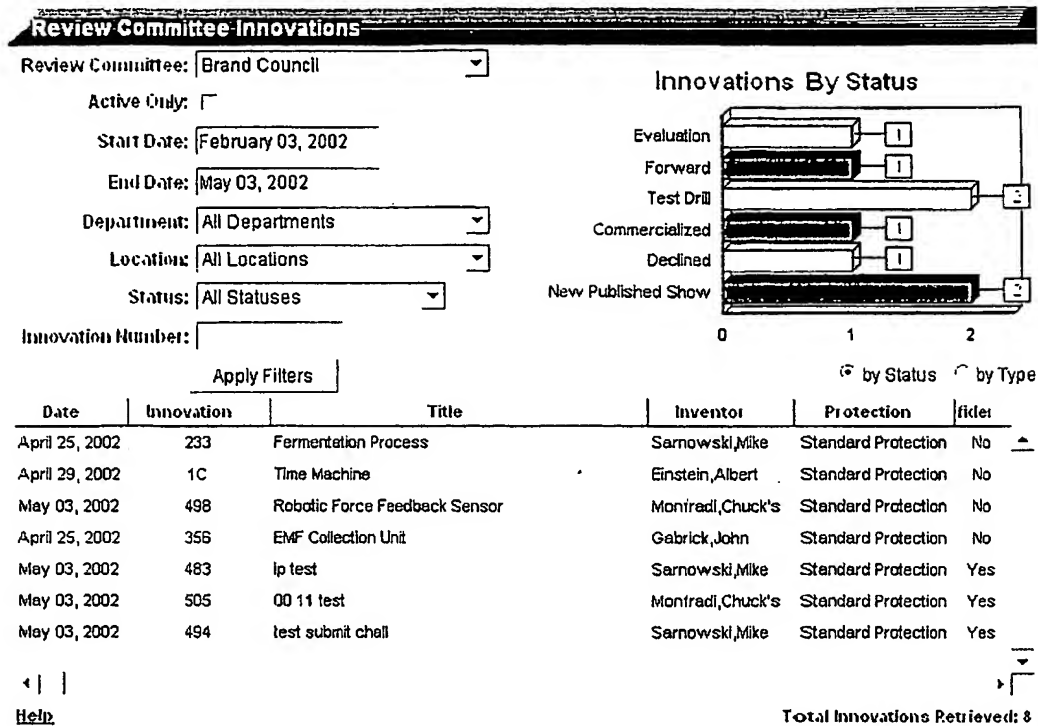 Review Committee Innovations
Review Committee: Brand Council
Active Only:
Start Date: February 03, 2002
End Date: May 03, 2002
Department: All Departments
Location: All Locations
Status: All Statuses
Innovation Number:
Apply Filters
Innovations By Status
Evaluation 1
Forward 1
Test Drill 2
Commercialized 1
Declined 1
New Published Show 2
0 1 2
by Status by Type
Date Innovation Title Inventor Protection fider
April 25, 2002 233 Fermentation Process Sarnowski,Mike Standard Protection No
April 29, 2002 1C Time Machine Einstein,Albert Standard Protection No
May 03, 2002 498 Robotic Force Feedback Sensor Monfradi,Chuck's Standard Protection No
April 25, 2002 356 EMF Collection Unit Gabrick,John Standard Protection No
May 03, 2002 483 lp test Sarnowski,Mike Standard Protection Yes
May 03, 2002 505 00 11 test Monfradi,Chuck's Standard Protection Yes
May 03, 2002 494 test submit chall Sarnowski,Mike Standard Protection Yes
Help
Total Innovations Retrieved: 8